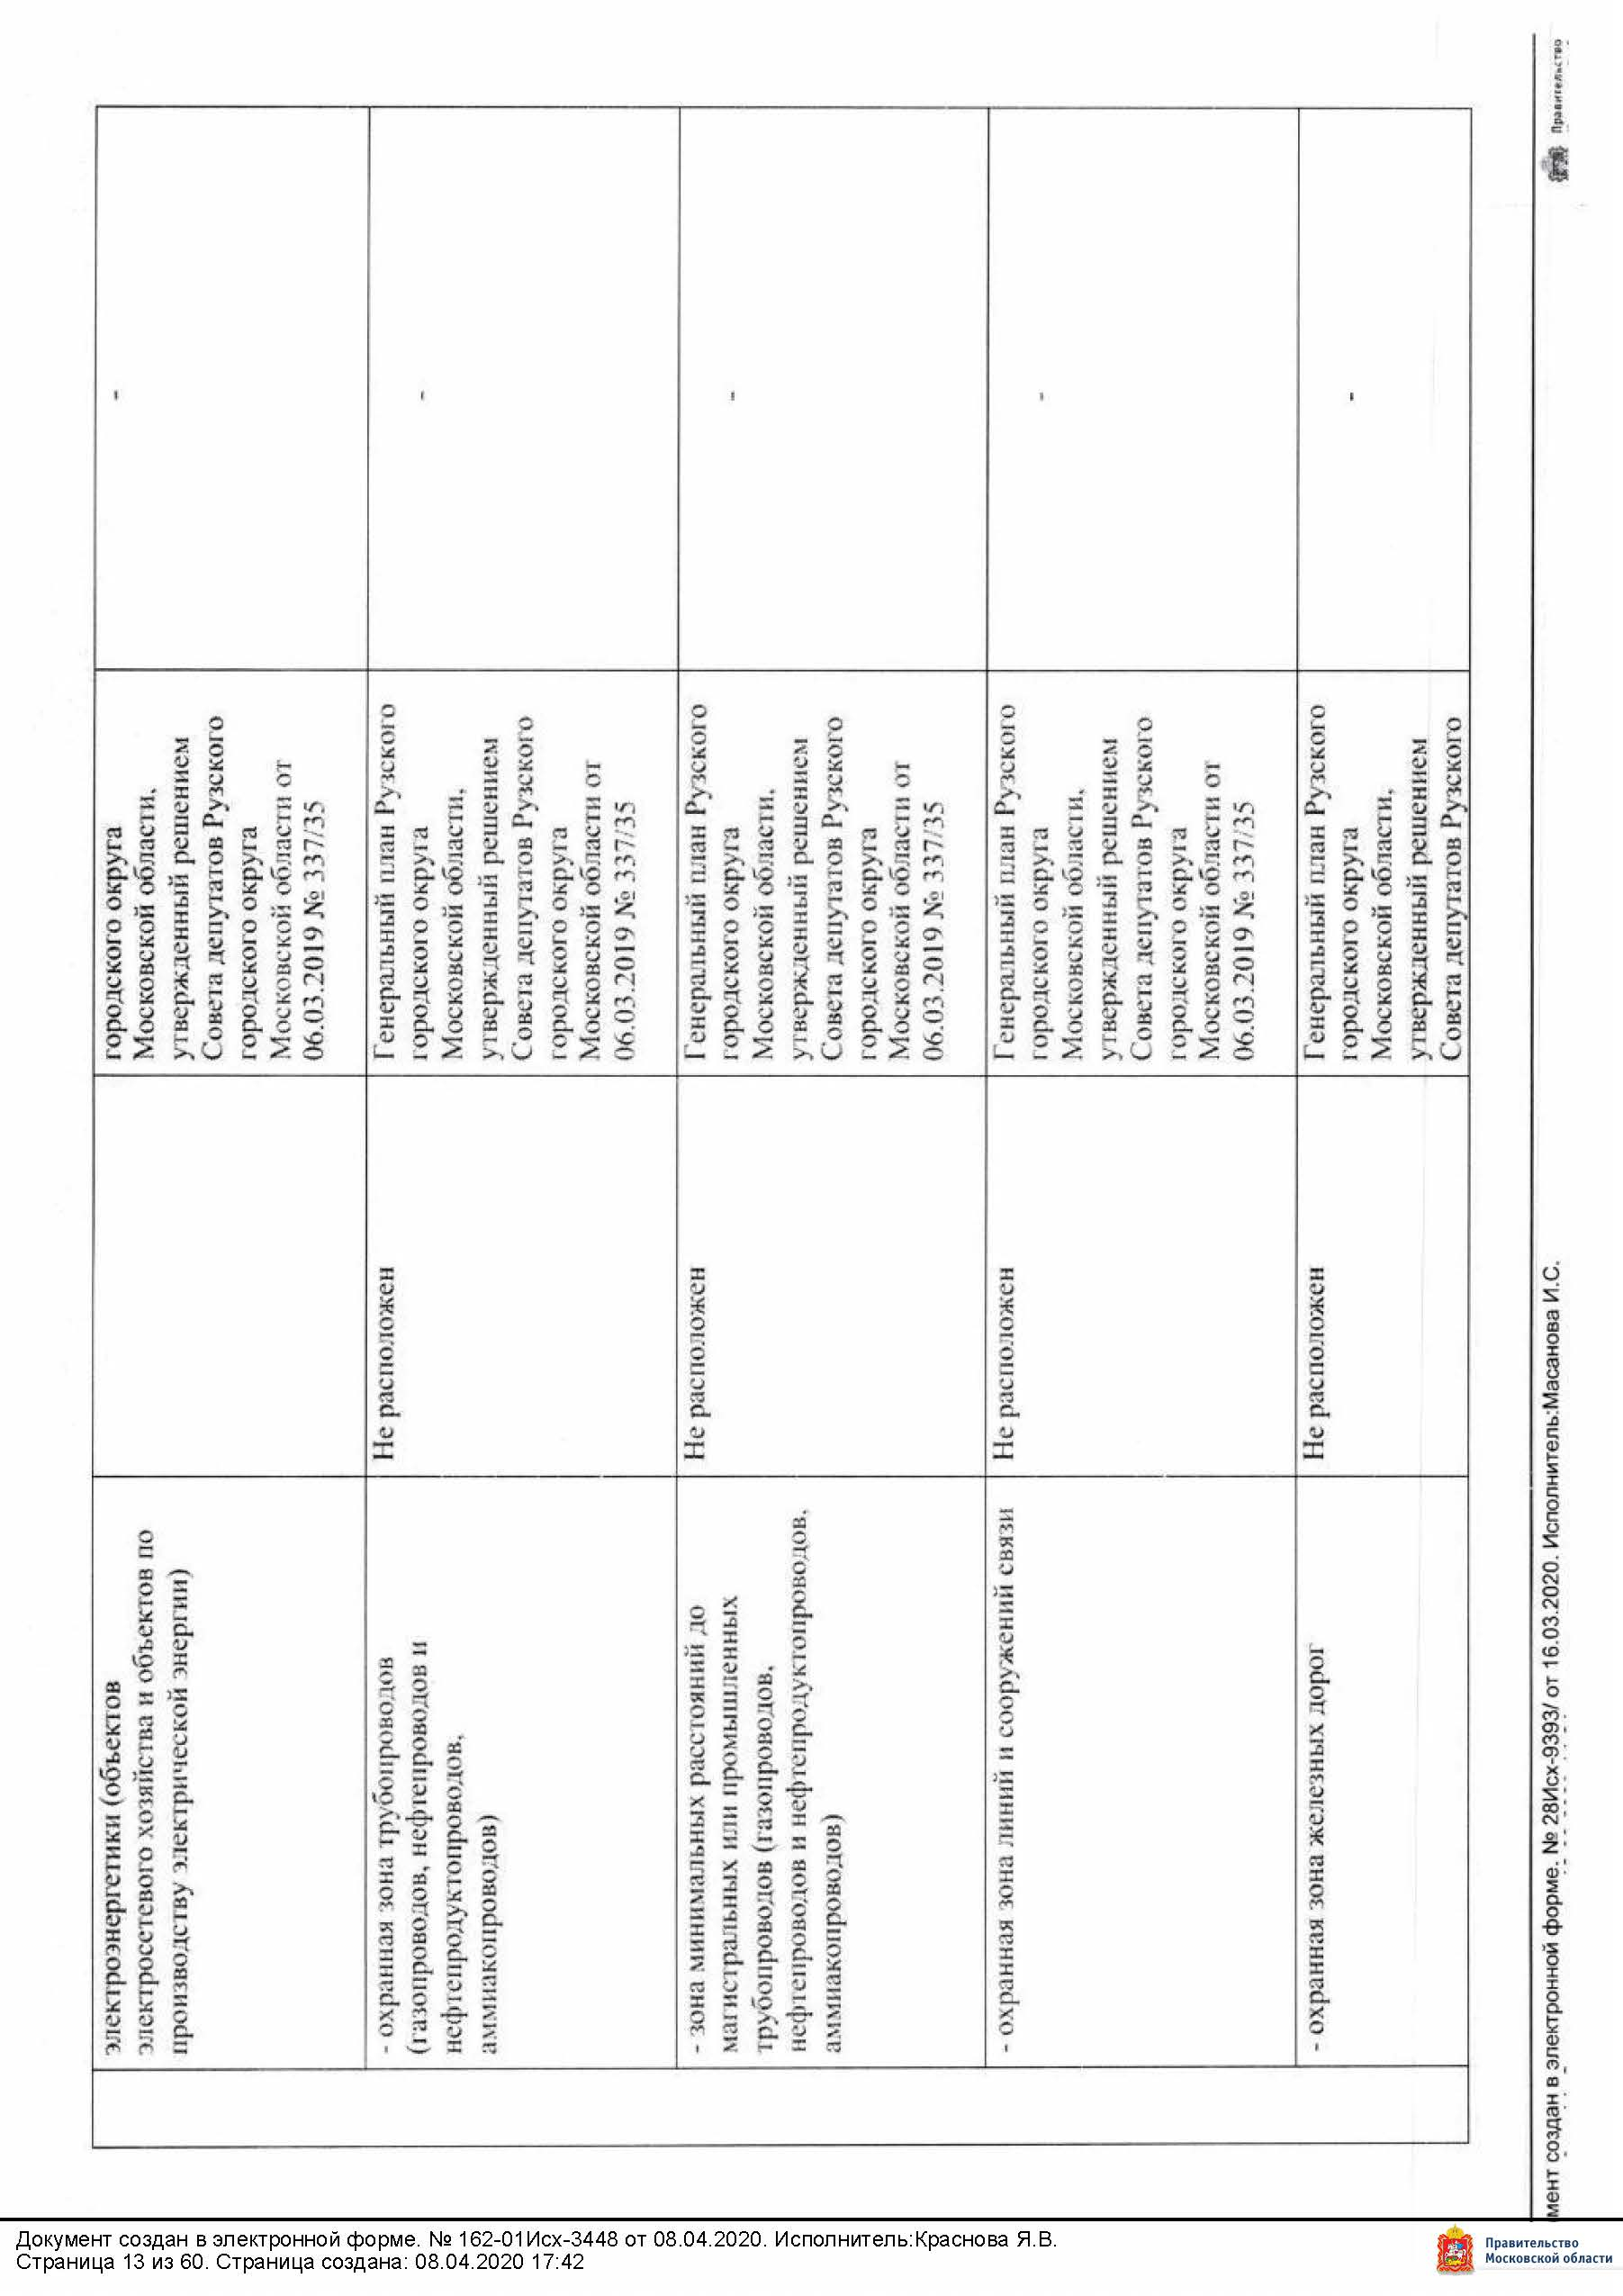 электроэнергетики (объектов
электросетевого хозяйства и объектов по
производству электрической энергии)
городского округа
Московской области,
утвержденный решением
Совета депутатов Рузского
городского округа
Московской области от
06.03.2019 № 337/35
-
- охранная зона трубопроводов
(газопроводов, нефтепроводов и
нефтепродуктопроводов,
аммиакопроводов)
Не расположен
Генеральный план Рузского
городского округа
Московской области,
утвержденный решением
Совета депутатов Рузского
городского округа
Московской области от
06.03.2019 № 337/35
-
- зона минимальных расстояний до
магистральных или промышленных
трубопроводов (газопроводов,
нефтепроводов и нефтепродуктопроводов,
аммиакопроводов)
Не расположен
Генеральный план Рузского
городского округа
Московской области,
утвержденный решением
Совета депутатов Рузского
городского округа
Московской области от
06.03.2019 № 337/35
-
- охранная зона линий и сооружений связи
Не расположен
Генеральный план Рузского
городского округа
Московской области,
утвержденный решением
Совета депутатов Рузского
городского округа
Московской области от
06.03.2019 № 337/35
-
- охранная зона железных дорог
Не расположен
Генеральный план Рузского
городского округа
Московской области,
утвержденный решением
Совета депутатов Рузского
-
мент создан в электронной форме. № 28Исх-9393/ от 16.03.2020. Исполнитель:Масанова И.С.
Правительство
Документ создан в электронной форме. № 162-01Исх-3448 от 08.04.2020. Исполнитель:Краснова Я.В.
Страница 13 из 60. Страница создана: 08.04.2020 17:42
Правительство
Московской области